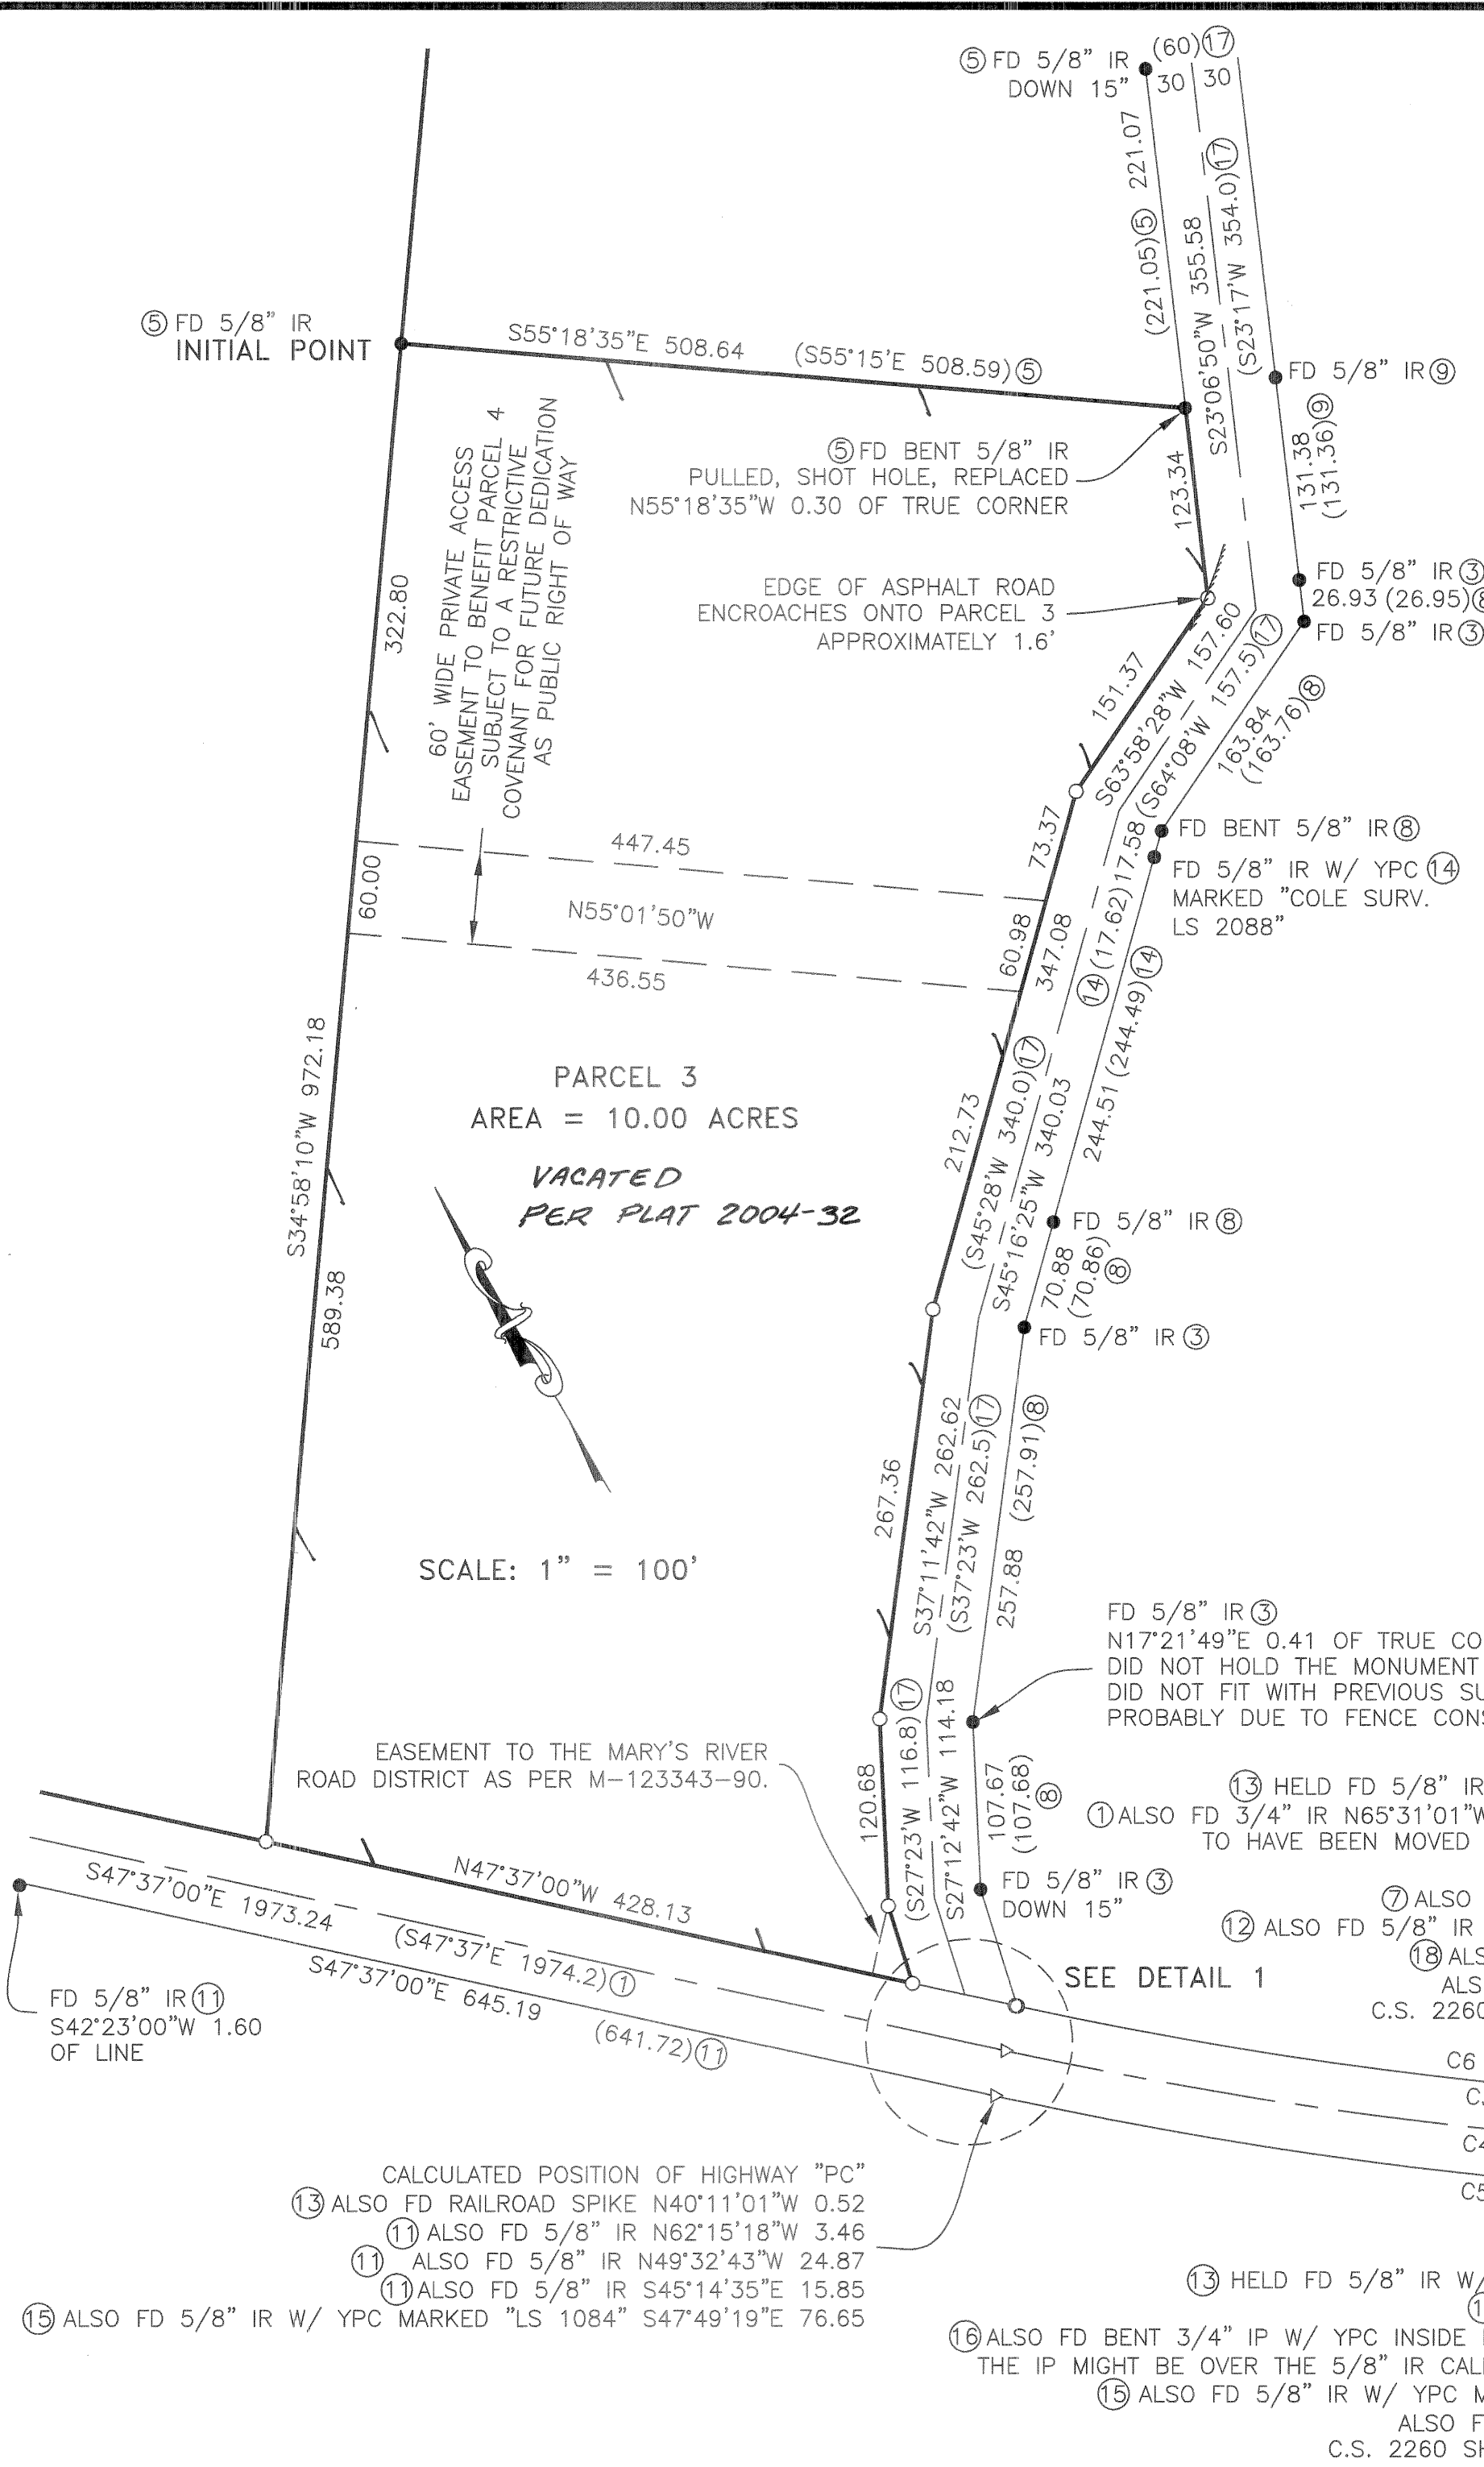 (60)⑰
⑤ FD 5/8" IR
DOWN 15"
30 30
(221.05)⑤ 221.07
S23°06'50"W 355.58
(S23°17'W 354.0)⑰
⑤ FD 5/8" IR
INITIAL POINT
S55°18'35"E 508.64 (S55°15'E 508.59)⑤
FD 5/8" IR⑨
131.38
(131.36)⑨
⑤FD BENT 5/8" IR
PULLED, SHOT HOLE, REPLACED
N55°18'35"W 0.30 OF TRUE CORNER
123.34
60' WIDE PRIVATE ACCESS
EASEMENT TO BENEFIT PARCEL 4
SUBJECT TO A RESTRICTIVE
COVENANT FOR FUTURE DEDICATION
AS PUBLIC RIGHT OF WAY
322.80
EDGE OF ASPHALT ROAD
ENCROACHES ONTO PARCEL 3
APPROXIMATELY 1.6'
FD 5/8" IR③
26.93 (26.95)⑧
FD 5/8" IR③
151.37
S63°58'28"W 157.60
(S64°08'W 157.5)⑰
163.84
(163.76)⑧
FD BENT 5/8" IR⑧
FD 5/8" IR W/ YPC ⑭
MARKED "COLE SURV.
LS 2088"
73.37
447.45
60.00
N55°01'50"W
436.55
60.98
347.08
⑭(17.62)17.58
244.51 (244.49)⑭
S34°58'10"W 972.18
PARCEL 3
AREA = 10.00 ACRES
VACATED
PER PLAT 2004-32
212.73
(S45°28'W 340.0)⑰
S45°16'25"W 340.03
FD 5/8" IR⑧
70.88
(70.86)
⑧
FD 5/8" IR③
589.38
267.36
S37°11'42"W 262.62
(S37°23'W 262.5)⑰
257.88 (257.91)⑧
SCALE: 1" = 100'
FD 5/8" IR③
N17°21'49"E 0.41 OF TRUE CO
DID NOT HOLD THE MONUMENT
DID NOT FIT WITH PREVIOUS SU
PROBABLY DUE TO FENCE CONS
EASEMENT TO THE MARY'S RIVER
ROAD DISTRICT AS PER M-123343-90.
120.68
(S27°23'W 116.8)⑰
S27°12'42"W 114.18
107.67
(107.68)
⑧
⑬ HELD FD 5/8" IR
①ALSO FD 3/4" IR N65°31'01"W
TO HAVE BEEN MOVED
FD 5/8" IR③
DOWN 15"
⑦ALSO
⑫ ALSO FD 5/8" IR
⑱ ALS
ALS
C.S. 2260
N47°37'00"W 428.13
S47°37'00"E 1973.24 (S47°37'E 1974.2)①
S47°37'00"E 645.19 (641.72)⑪
SEE DETAIL 1
FD 5/8" IR⑪
S42°23'00"W 1.60
OF LINE
C6
C
C4
C5
CALCULATED POSITION OF HIGHWAY "PC"
⑬ALSO FD RAILROAD SPIKE N40°11'01"W 0.52
⑪ALSO FD 5/8" IR N62°15'18"W 3.46
⑪ ALSO FD 5/8" IR N49°32'43"W 24.87
⑪ALSO FD 5/8" IR S45°14'35"E 15.85
⑮ ALSO FD 5/8" IR W/ YPC MARKED "LS 1084" S47°49'19"E 76.65
⑬ HELD FD 5/8" IR W/
⑯ALSO FD BENT 3/4" IP W/ YPC INSIDE
THE IP MIGHT BE OVER THE 5/8" IR CAL
⑮ ALSO FD 5/8" IR W/ YPC M
ALSO F
C.S. 2260 SH